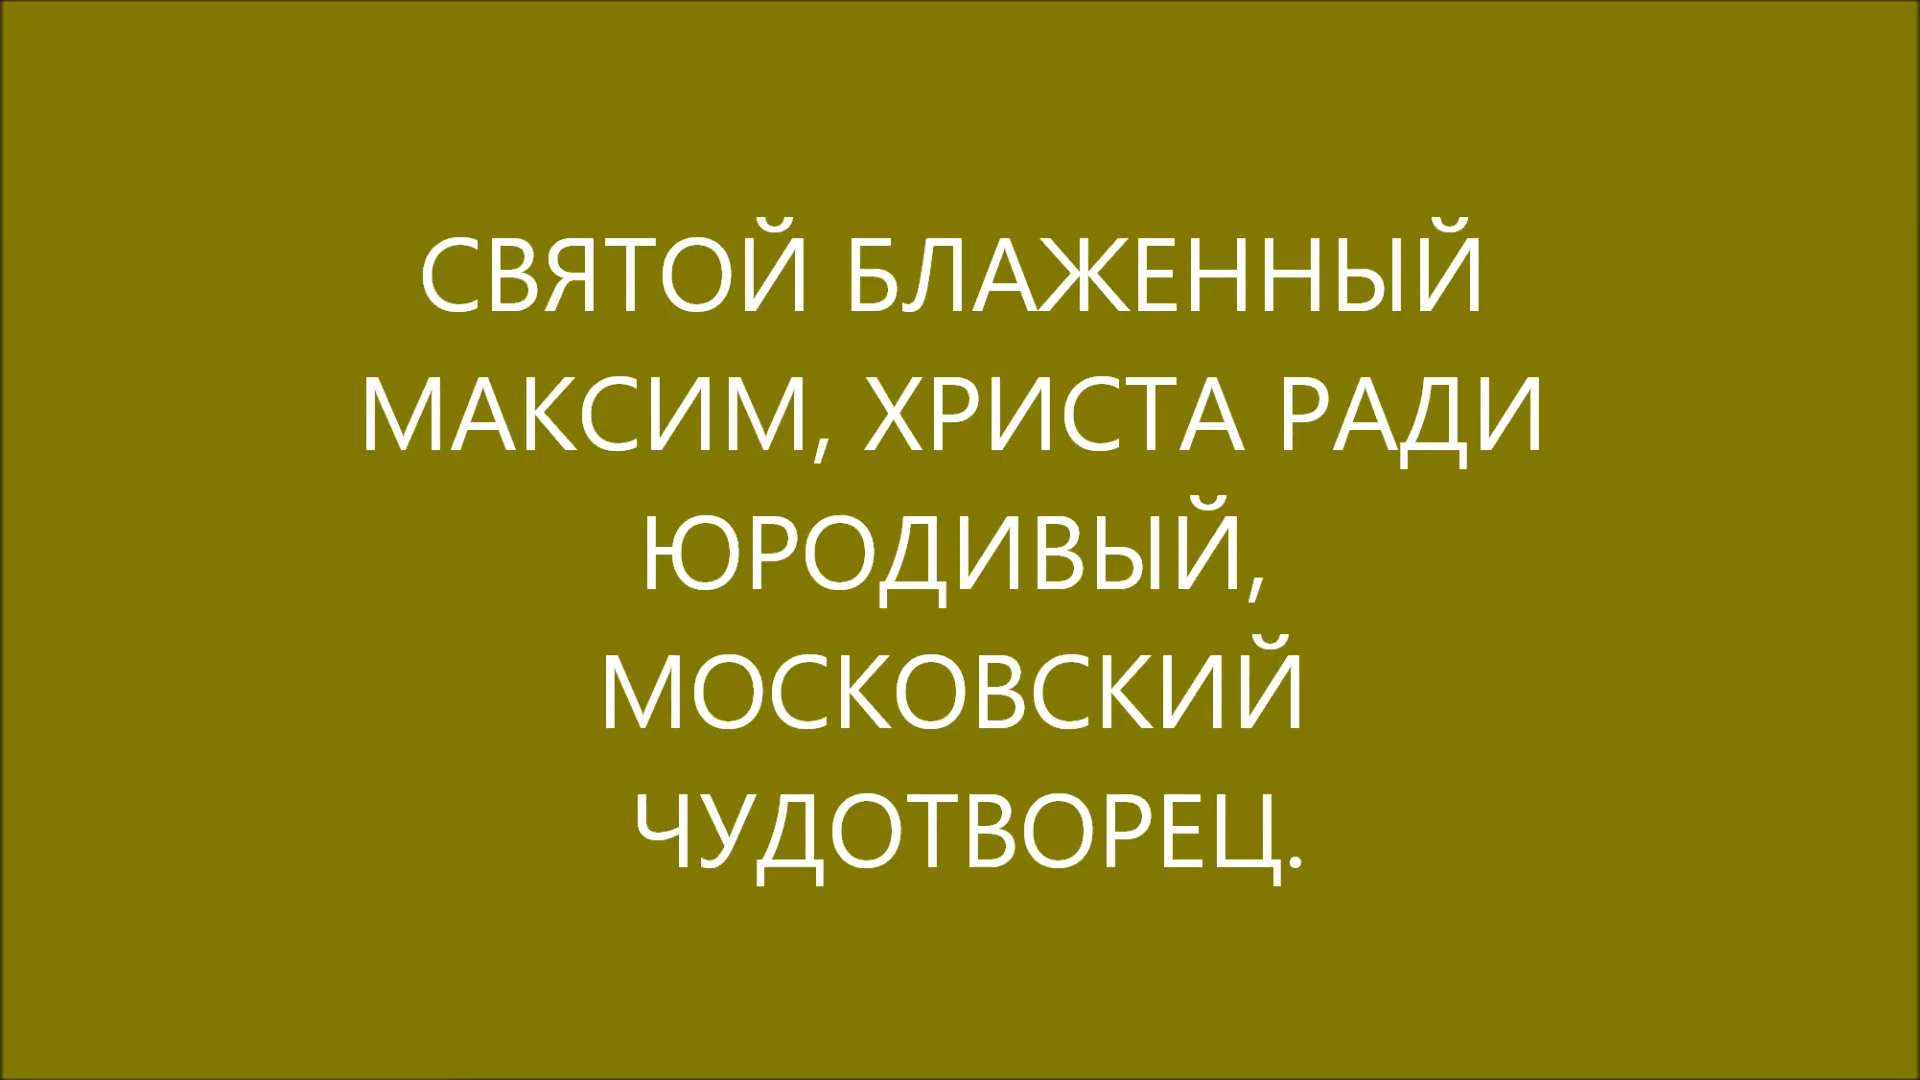 СВЯТОЙ БЛАЖЕННЫЙ
МАКСИМ, ХРИСТА РАДИ
ЮРОДИВЫЙ,
МОСКОВСКИЙ
ЧУДОТВОРЕЦ.